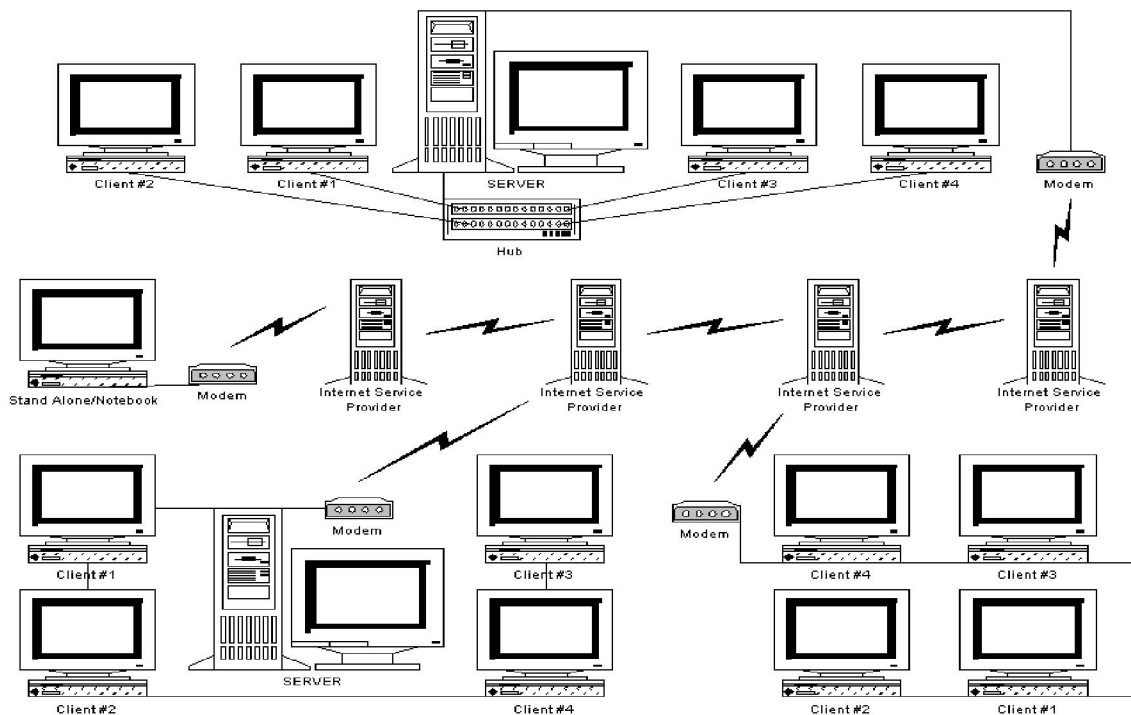 Client #2
Client #1
SERVER
Client #3
Client #4
Modem
Hub
Stand Alone/Notebook
Modem
Internet Service
Provider
Internet Service
Provider
Internet Service
Provider
Internet Service
Provider
Client #1
Modem
Client #3
Modem
Client #4
Client #3
SERVER
Client #2
Client #4
Client #2
Client #1